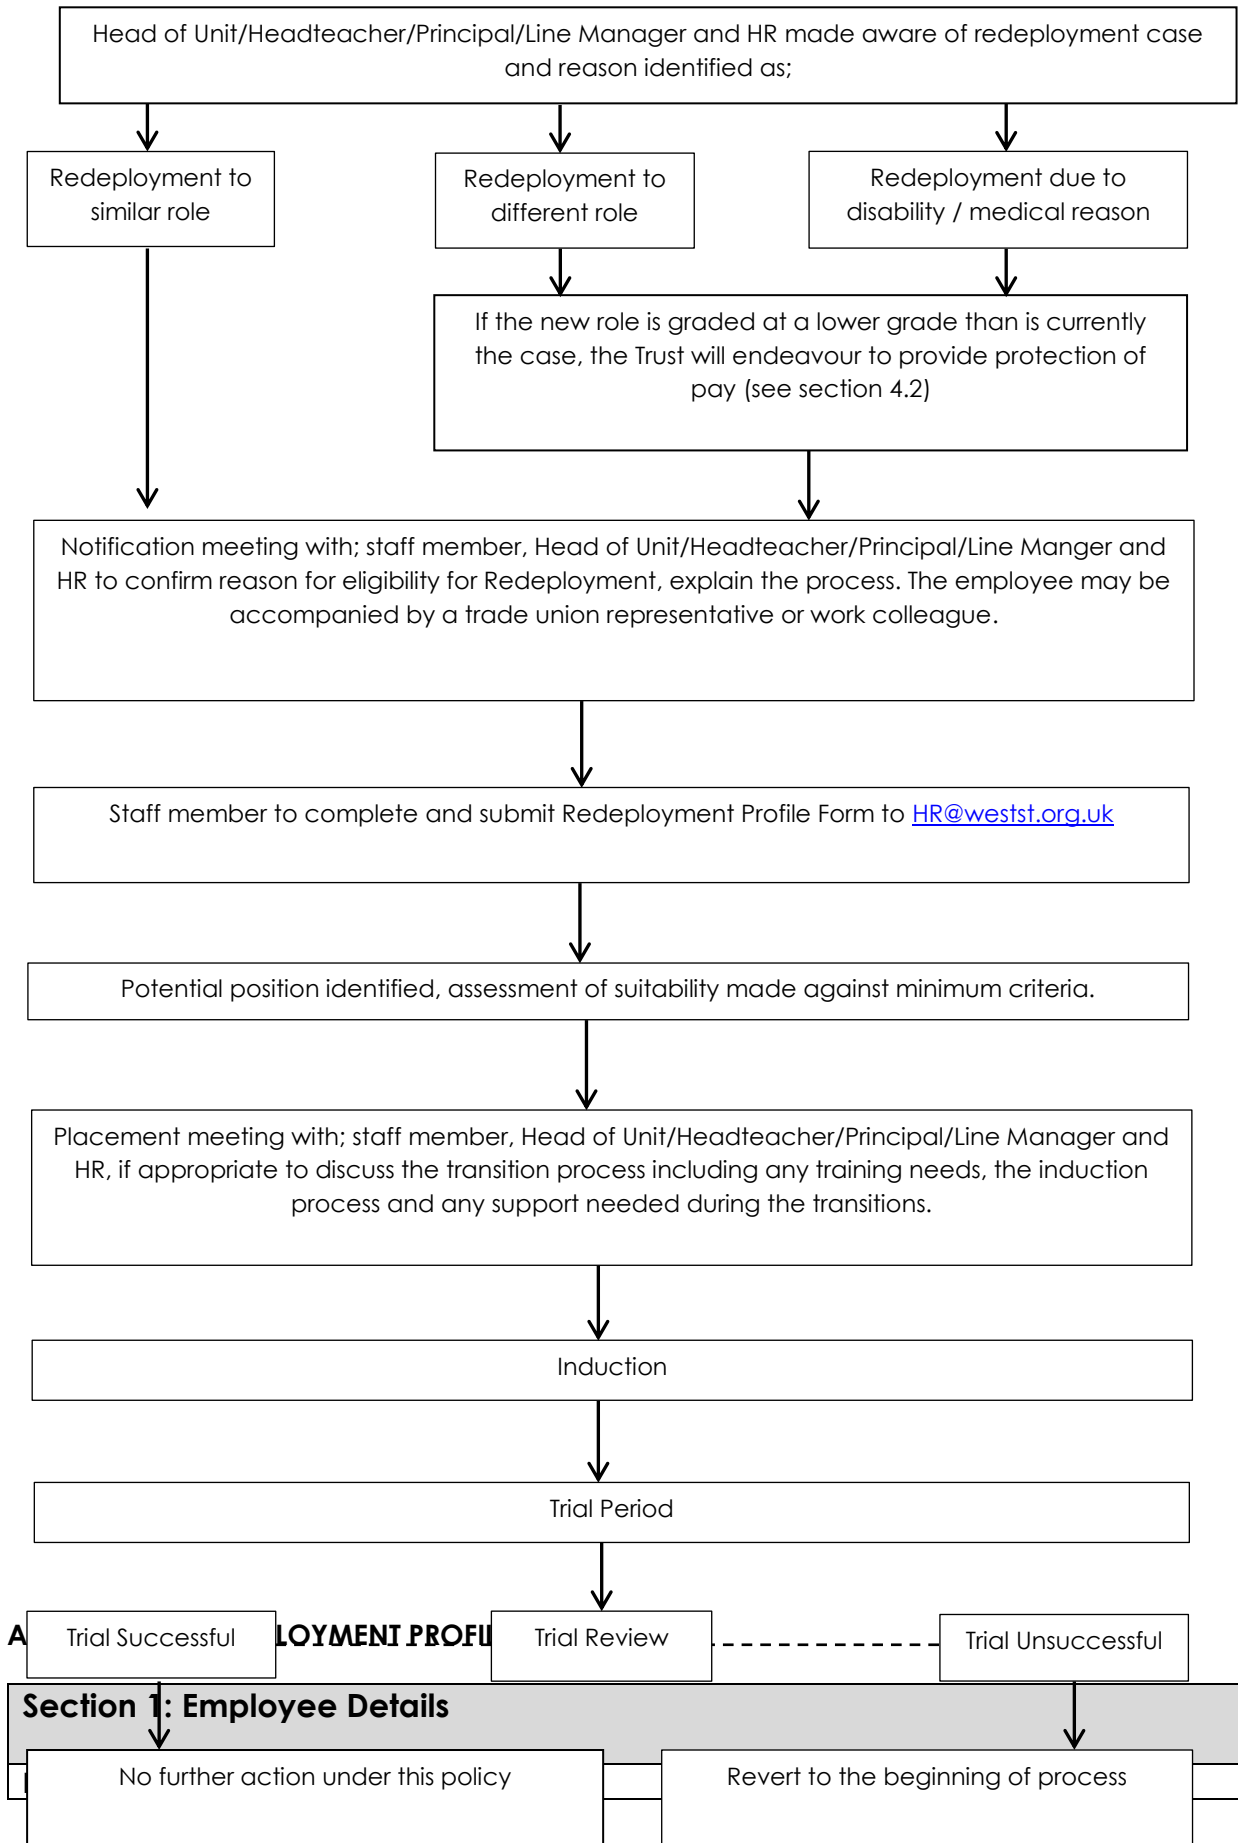 Head of Unit/Headteacher/Principal/Line Manager and HR made aware of redeployment case
and reason identified as;
Redeployment to
similar role
Redeployment to
different role
Redeployment due to
disability / medical reason
If the new role is graded at a lower grade than is currently
the case, the Trust will endeavour to provide protection of
pay (see section 4.2)
Notification meeting with; staff member, Head of Unit/Headteacher/Principal/Line Manger and
HR to confirm reason for eligibility for Redeployment, explain the process. The employee may be
accompanied by a trade union representative or work colleague.
Staff member to complete and submit Redeployment Profile Form to HR@westst.org.uk
Potential position identified, assessment of suitability made against minimum criteria.
Placement meeting with; staff member, Head of Unit/Headteacher/Principal/Line Manager and
HR, if appropriate to discuss the transition process including any training needs, the induction
process and any support needed during the transitions.
Induction
Trial Period
Trial Successful
Trial Review
Trial Unsuccessful
Section 1: Employee Details
No further action under this policy
Revert to the beginning of process